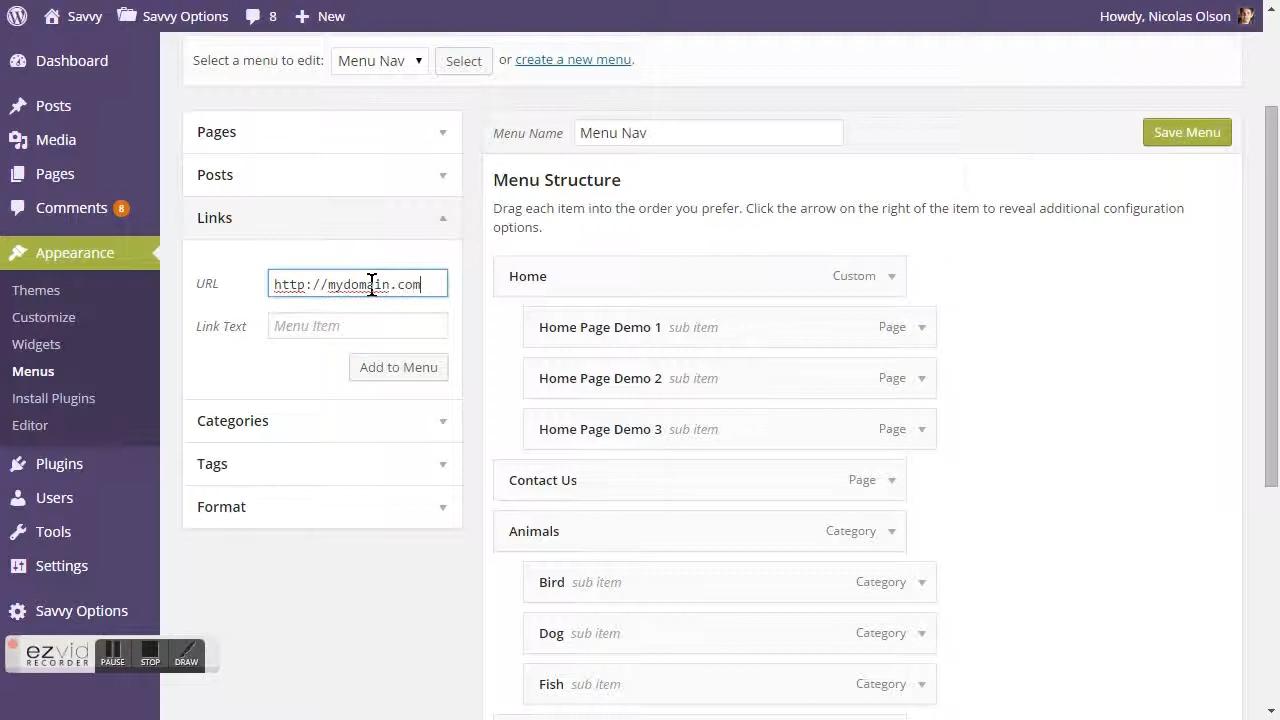 Savvy
Savvy Options
8
New
Howdy, Nicolas Olson
Dashboard
Posts
Media
Pages
Comments 8
Appearance
Themes
Customize
Widgets
Menus
Install Plugins
Editor
Plugins
Users
Tools
Settings
Savvy Options
ezvid
RECORDER
PAUSE
STOP
DRAW
Select a menu to edit: Menu Nav Select or create a new menu.
Pages
Posts
Links
URL http://mydomain.com
Link Text Menu Item
Add to Menu
Categories
Tags
Format
Menu Name Menu Nav Save Menu
Menu Structure
Drag each item into the order you prefer. Click the arrow on the right of the item to reveal additional configuration
options.
Home Custom
Home Page Demo 1 sub item Page
Home Page Demo 2 sub item Page
Home Page Demo 3 sub item Page
Contact Us Page
Animals Category
Bird sub item Category
Dog sub item Category
Fish sub item Category